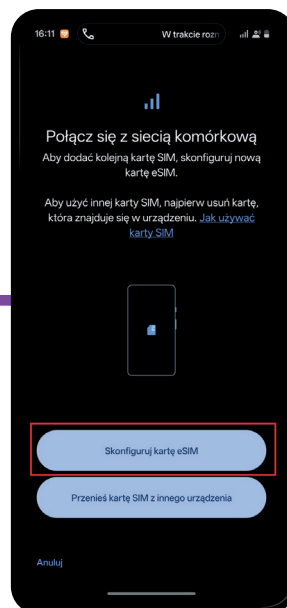 16:11 W trakcie rozm
Połącz się z siecią komórkową
Aby dodać kolejną kartę SIM, skonfiguruj nową
kartę eSIM.
Aby użyć innej karty SIM, najpierw usuń kartę,
która znajduje się w urządzeniu. Jak używać
karty SIM
Skonfiguruj kartę eSIM
Przenieś kartę SIM z innego urządzenia
Anuluj